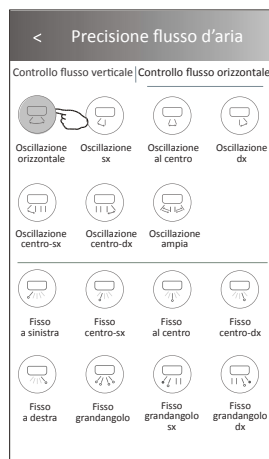 < Precisione flusso d'aria
Controllo flusso verticale | Controllo flusso orizzontale
Oscillazione orizzontale
Oscillazione sx
Oscillazione al centro
Oscillazione dx
Oscillazione centro-sx
Oscillazione centro-dx
Oscillazione ampia
Fisso a sinistra
Fisso centro-sx
Fisso al centro
Fisso centro-dx
Fisso a destra
Fisso grandangolo
Fisso grandangolo sx
Fisso grandangolo dx